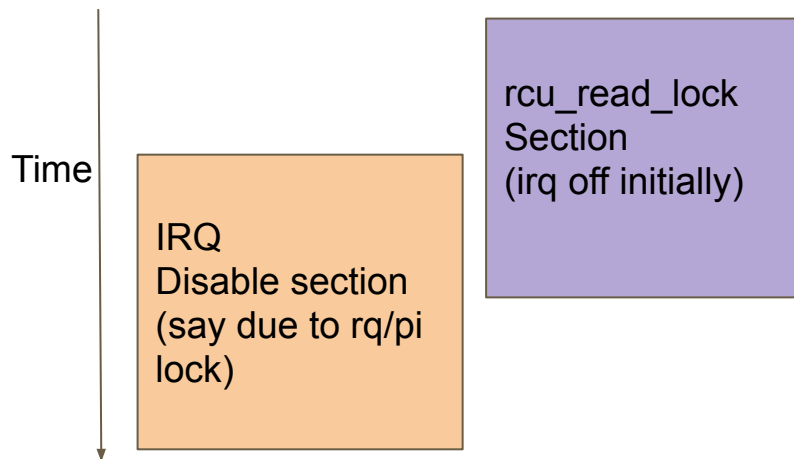 Time
IRQ
Disable section
(say due to rq/pi
lock)
rcu_read_lock
Section
(irq off initially)